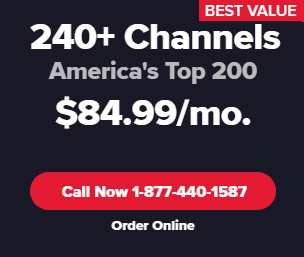 BEST VALUE
240+ Channels
America's Top 200
$84.99/mo.
Call Now 1-877-440-1587
Order Online